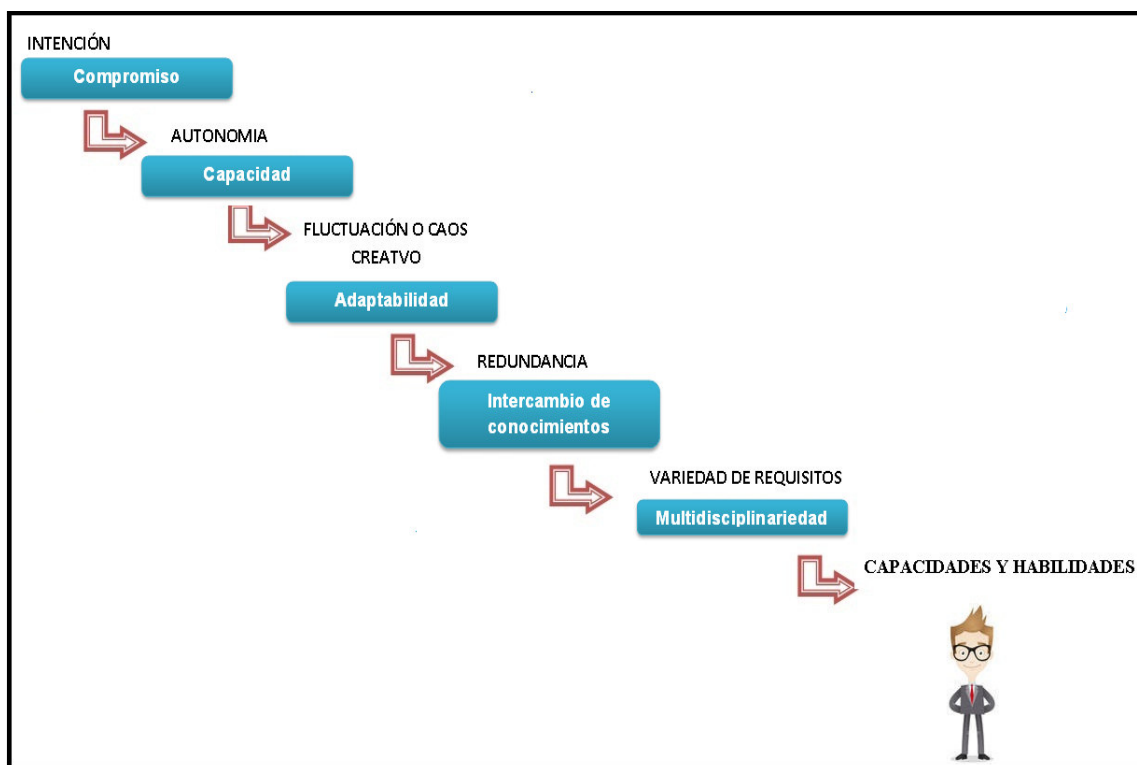 INTENCIÓN
Compromiso
AUTONOMIA
Capacidad
FLUCTUACIÓN O CAOS
CREATVO
Adaptabilidad
REDUNDANCIA
Intercambio de
conocimientos
VARIEDAD DE REQUISITOS
Multidisciplinariedad
CAPACIDADES Y HABILIDADES